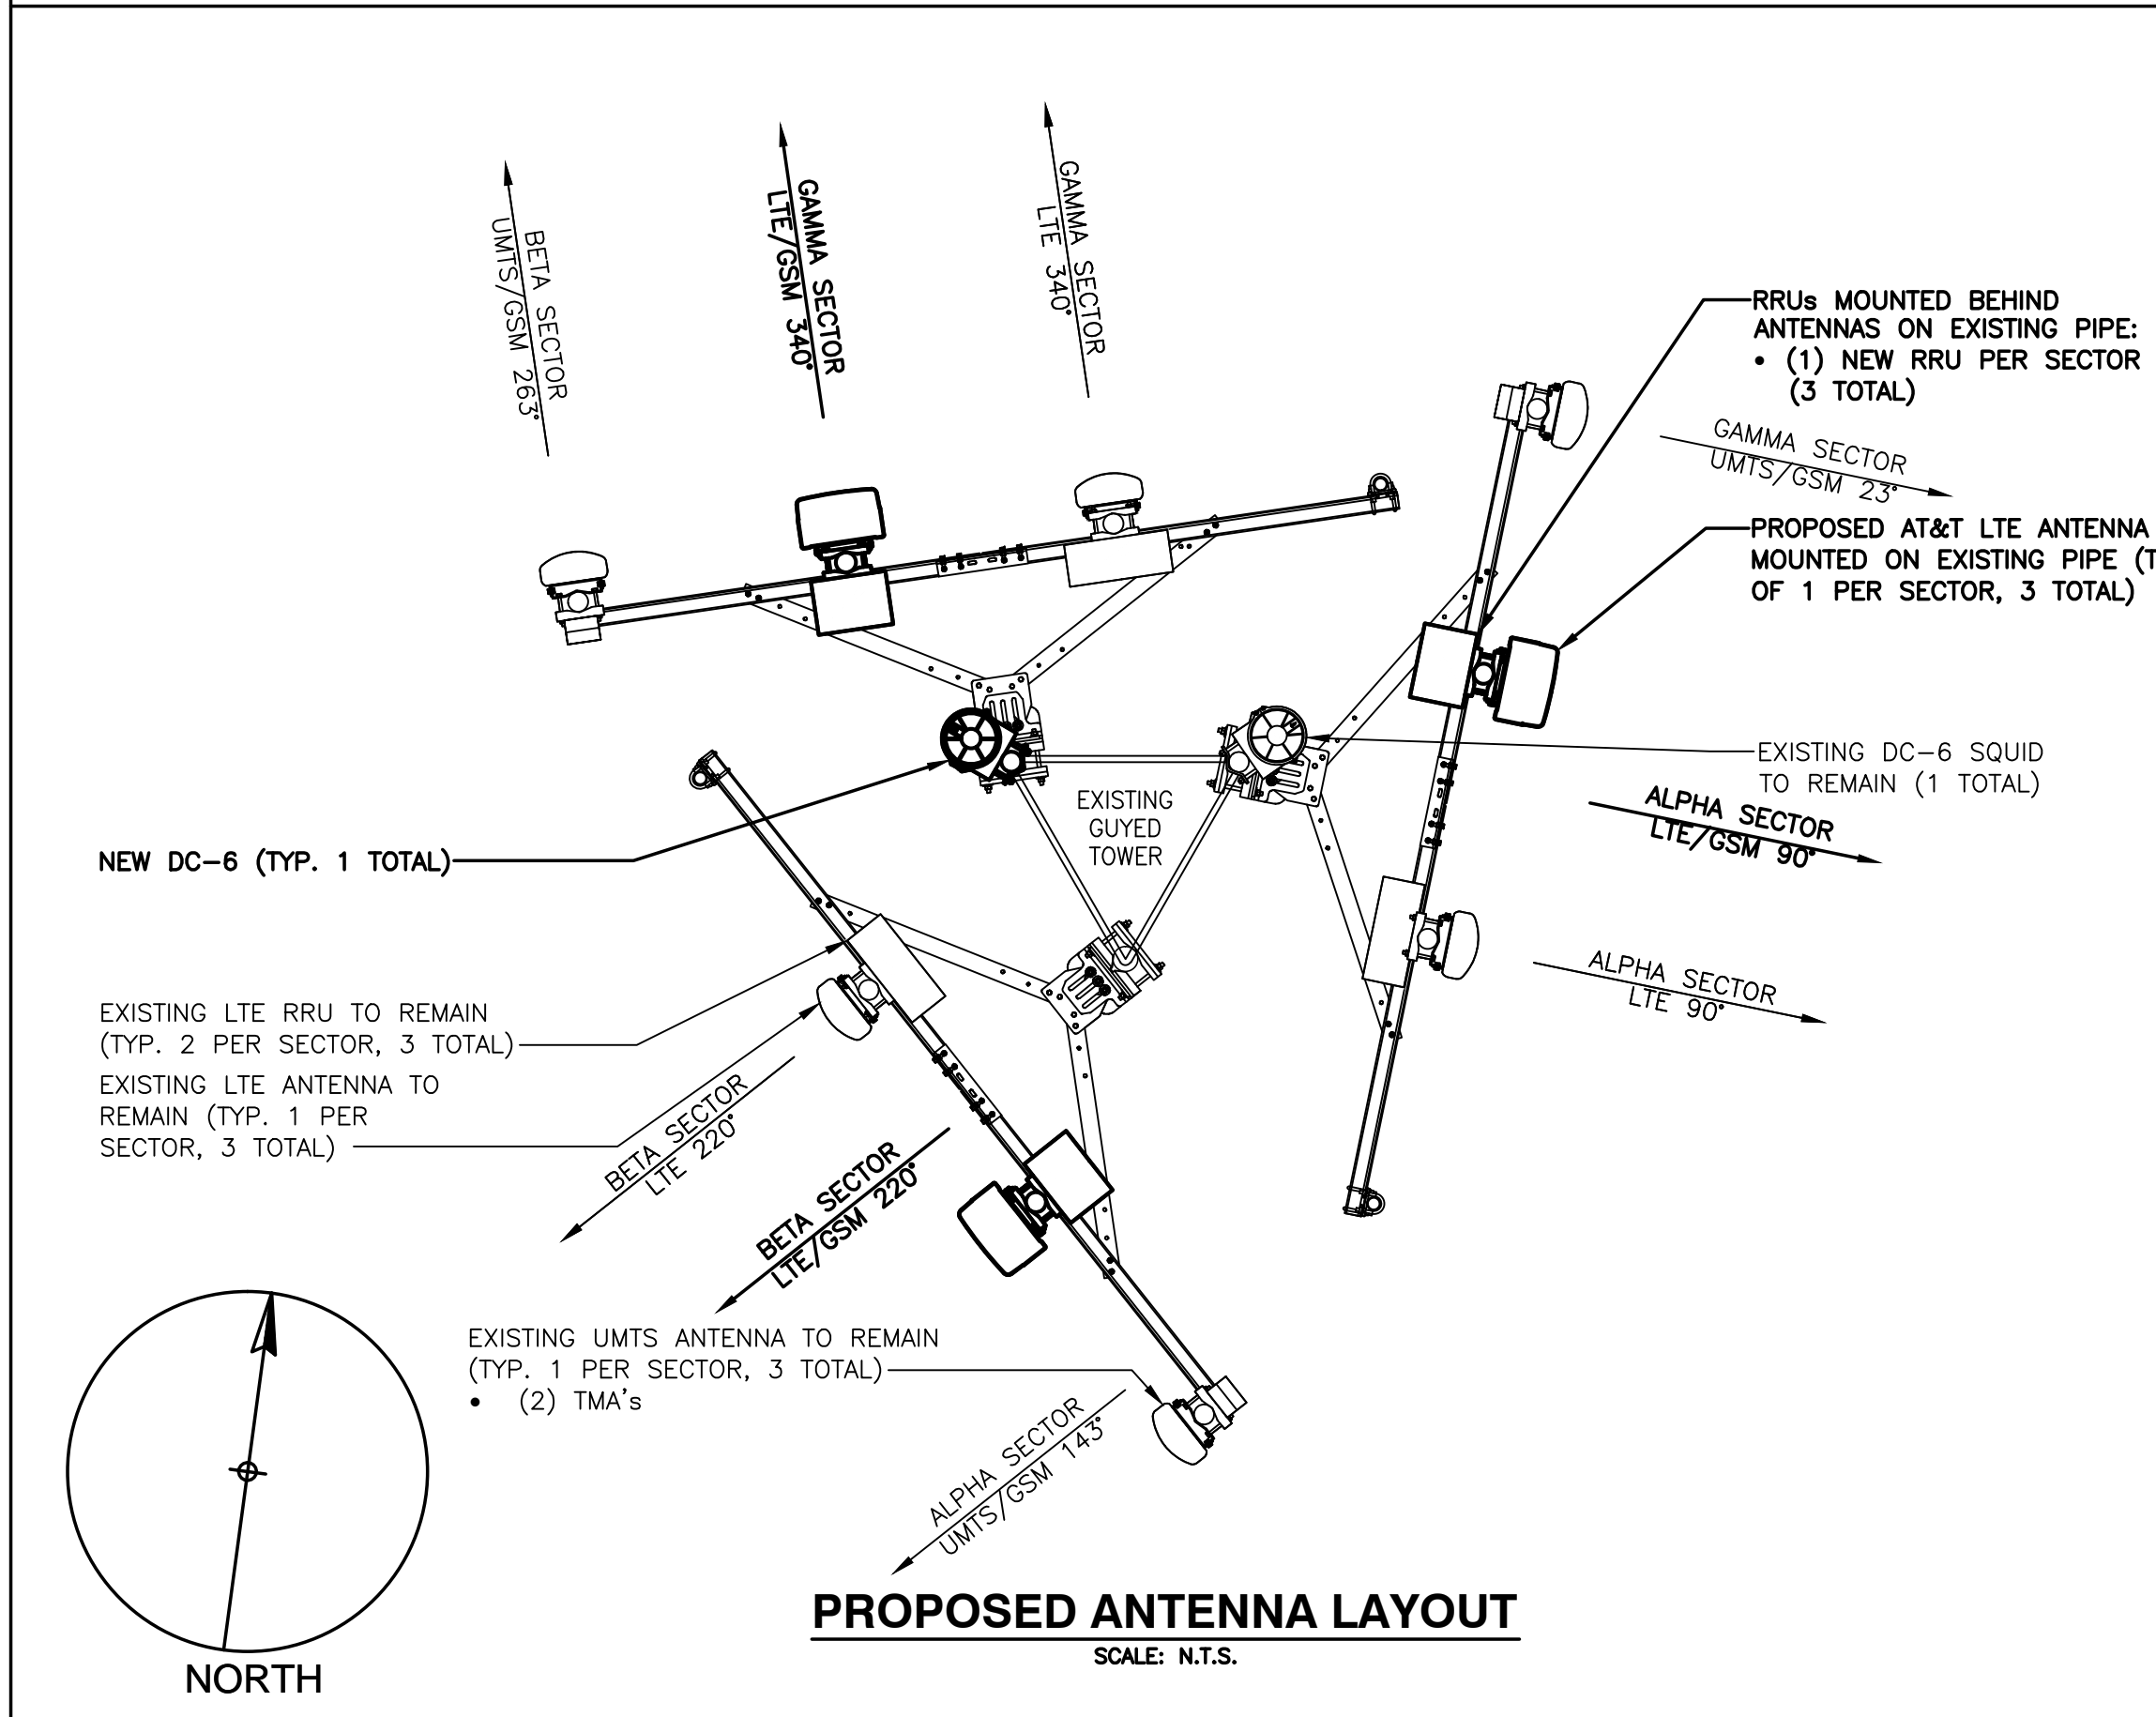 BETA SECTOR
UMTS/GSM 263°
GAMMA SECTOR
LTE/GSM 340°
GAMMA SECTOR
LTE 340°
RRUs MOUNTED BEHIND
ANTENNAS ON EXISTING PIPE:
• (1) NEW RRU PER SECTOR
(3 TOTAL)
GAMMA SECTOR
UMTS/GSM 23°
PROPOSED AT&T LTE ANTENNA
MOUNTED ON EXISTING PIPE (T
OF 1 PER SECTOR, 3 TOTAL)
EXISTING DC-6 SQUID
TO REMAIN (1 TOTAL)
ALPHA SECTOR
LTE/GSM 90°
EXISTING
GUYED
TOWER
NEW DC-6 (TYP. 1 TOTAL)
ALPHA SECTOR
LTE 90°
EXISTING LTE RRU TO REMAIN
(TYP. 2 PER SECTOR, 3 TOTAL)
EXISTING LTE ANTENNA TO
REMAIN (TYP. 1 PER
SECTOR, 3 TOTAL)
BETA SECTOR
LTE 220°
BETA SECTOR
LTE/GSM 220°
EXISTING UMTS ANTENNA TO REMAIN
(TYP. 1 PER SECTOR, 3 TOTAL)
• (2) TMA's
ALPHA SECTOR
UMTS/GSM 143°
PROPOSED ANTENNA LAYOUT
SCALE: N.T.S.
NORTH